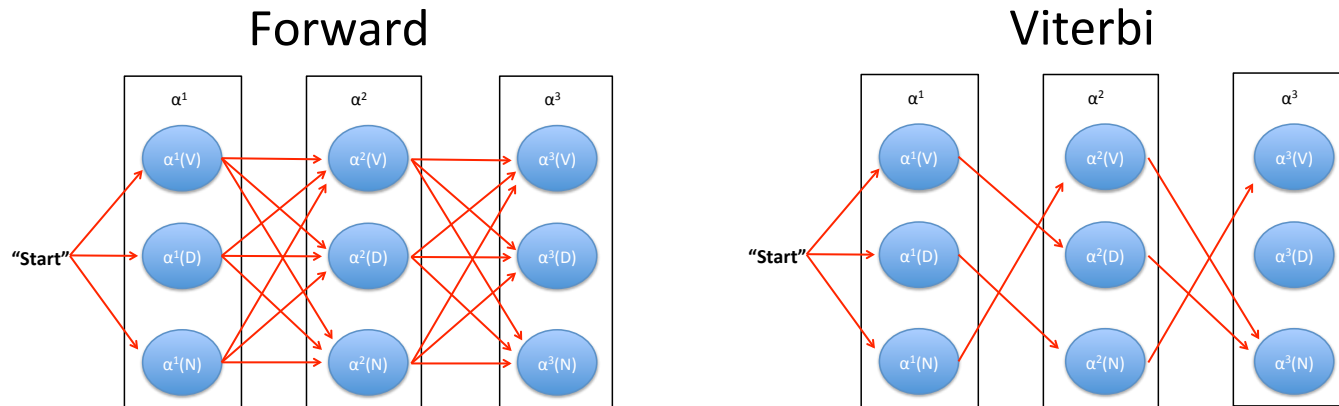 Forward
Viterbi
α¹
α²
α³
α¹
α²
α³
α¹(V)
α²(V)
α³(V)
α¹(V)
α²(V)
α³(V)
“Start”
α¹(D)
α²(D)
α³(D)
“Start”
α¹(D)
α²(D)
α³(D)
α¹(N)
α²(N)
α³(N)
α¹(N)
α²(N)
α³(N)